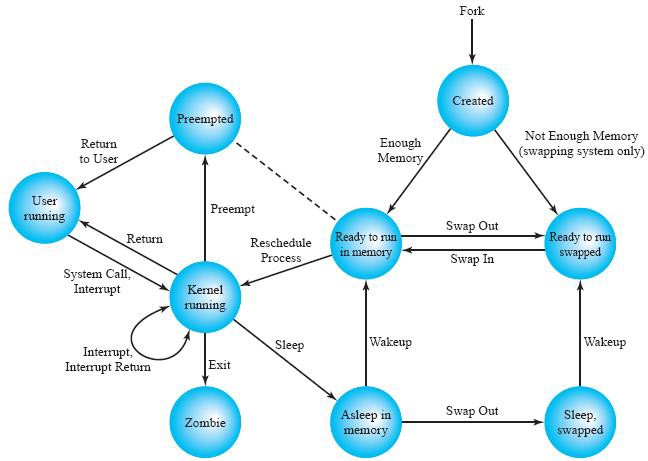 Fork
Created
Preempted
Enough
Memory
Not Enough Memory
(swapping system only)
Return
to User
User
running
Preempt
Return
Reschedule
Process
Ready to run
in memory
Swap Out
Swap In
Ready to run
swapped
System Call,
Interrupt
Kernel
running
Interrupt,
Interrupt Return
Sleep
Wakeup
Wakeup
Exit
Zombie
Asleep in
memory
Swap Out
Sleep,
swapped